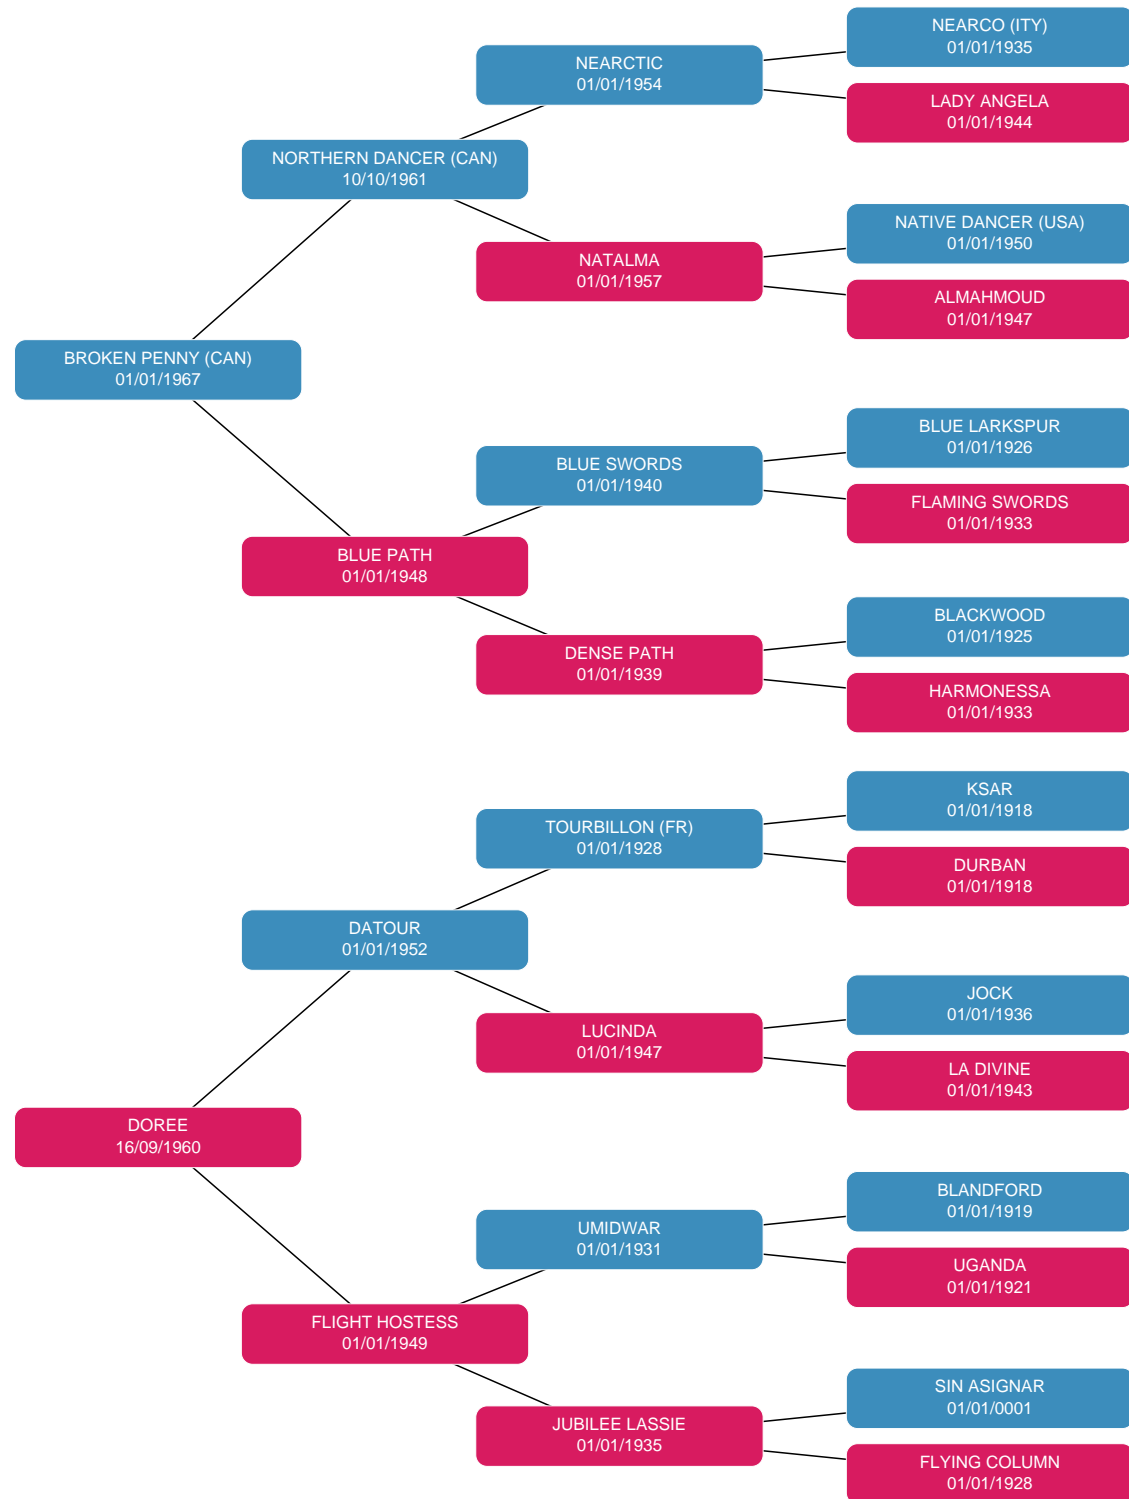 NEARCO (ITY)
01/01/1935
NEARCTIC
01/01/1954
LADY ANGELA
01/01/1944
NORTHERN DANCER (CAN)
10/10/1961
NATIVE DANCER (USA)
01/01/1950
NATALMA
01/01/1957
ALMAHMOUD
01/01/1947
BROKEN PENNY (CAN)
01/01/1967
BLUE LARKSPUR
01/01/1926
BLUE SWORDS
01/01/1940
FLAMING SWORDS
01/01/1933
BLUE PATH
01/01/1948
BLACKWOOD
01/01/1925
DENSE PATH
01/01/1939
HARMONESSA
01/01/1933
KSAR
01/01/1918
TOURBILLON (FR)
01/01/1928
DURBAN
01/01/1918
DATOUR
01/01/1952
JOCK
01/01/1936
LUCINDA
01/01/1947
LA DIVINE
01/01/1943
DOREE
16/09/1960
BLANDFORD
01/01/1919
UMIDWAR
01/01/1931
UGANDA
01/01/1921
FLIGHT HOSTESS
01/01/1949
SIN ASIGNAR
01/01/0001
JUBILEE LASSIE
01/01/1935
FLYING COLUMN
01/01/1928